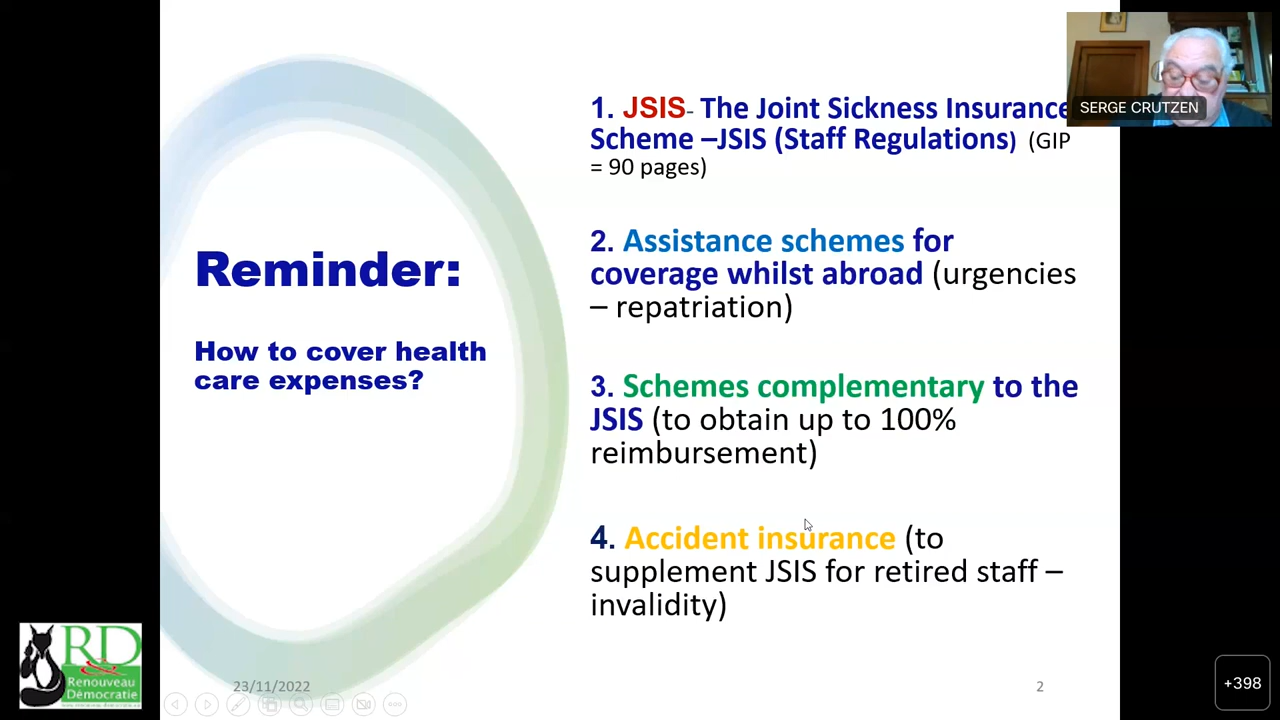 SERGE CRUTZEN
Reminder:
How to cover health
care expenses?
1. JSIS- The Joint Sickness Insurance
Scheme –JSIS (Staff Regulations) (GIP
= 90 pages)
2. Assistance schemes for
coverage whilst abroad (urgencies
– repatriation)
3. Schemes complementary to the
JSIS (to obtain up to 100%
reimbursement)
4. Accident insurance (to
supplement JSIS for retired staff –
invalidity)
RD
Renouveau
Démocratie
23/11/2022
2
+398